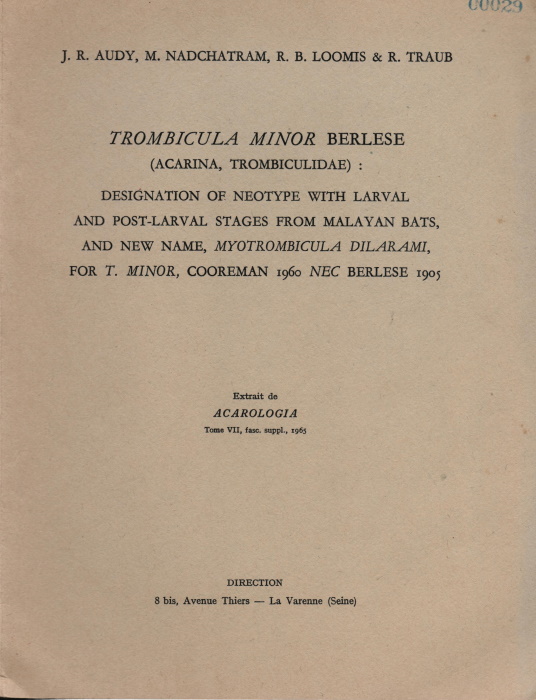 00029
J. R. AUDY, M. NADCHATRAM, R. B. LOOMIS & R. TRAUB
TROMBICULA MINOR BERLESE
(ACARINA, TROMBICULIDAE) :
DESIGNATION OF NEOTYPE WITH LARVAL
AND POST-LARVAL STAGES FROM MALAYAN BATS,
AND NEW NAME, MYOTROMBICULA DILARAMI,
FOR T. MINOR, COOREMAN 1960 NEC BERLESE 1905
Extrait de
ACAROLOGIA
Tome VII, fasc. suppl., 1965
DIRECTION
8 bis, Avenue Thiers — La Varenne (Seine)